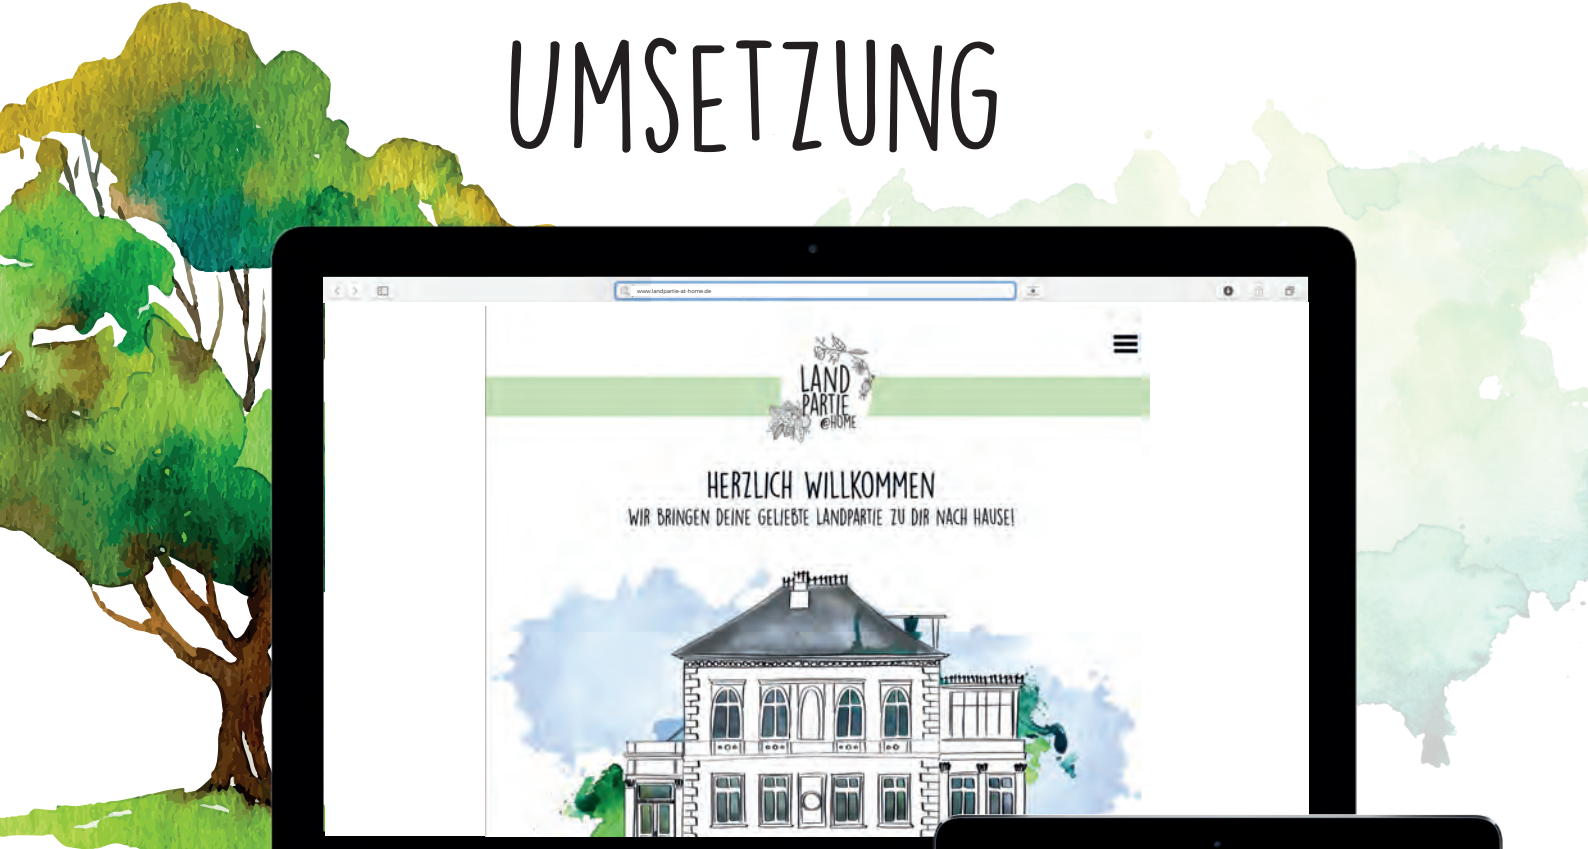 UMSETZUNG
www.landpartie-at-home.de
LAND
PARTIE
@HOME
HERZLICH WILLKOMMEN
WIR BRINGEN DEINE GELIEBTE LANDPARTIE ZU DIR NACH HAUSE!